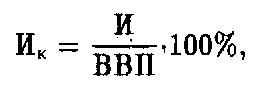 Ик = И/ВВП · 100%,